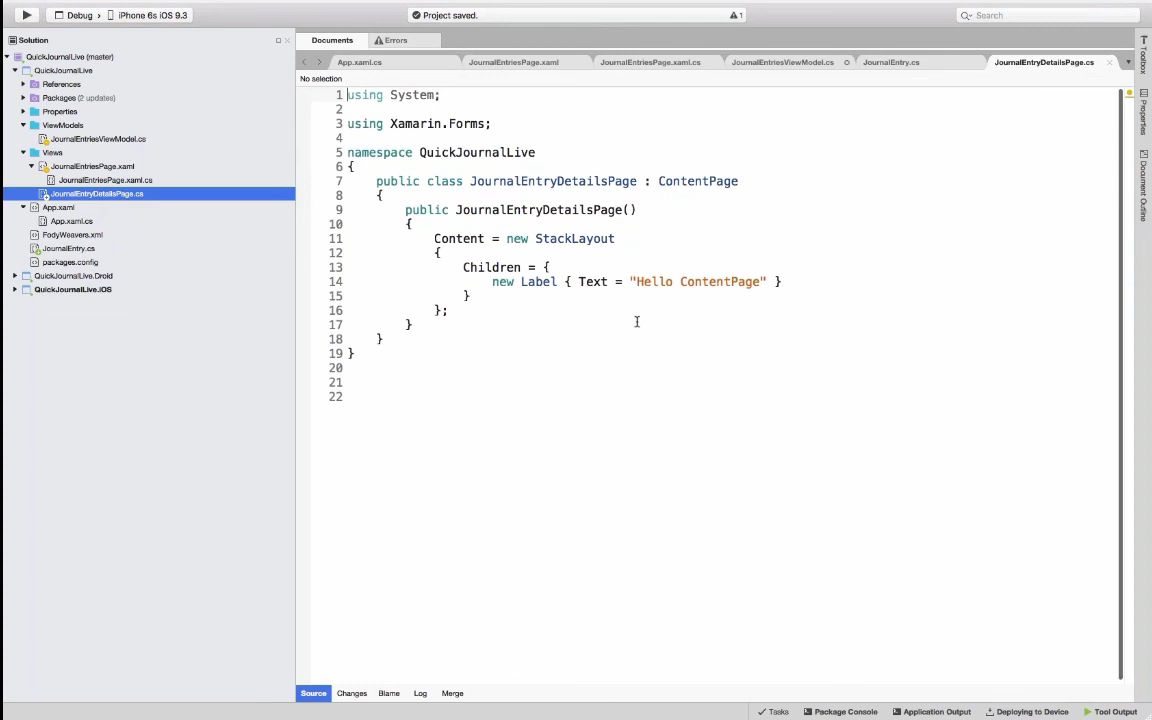 Debug › iPhone 6s iOS 9.3
Project saved.
1
Search
Solution
Documents
Errors
QuickJournalLive (master)
App.xaml.cs
JournalEntriesPage.xaml
JournalEntriesPage.xaml.cs
JournalEntriesViewModel.cs
JournalEntry.cs
JournalEntryDetailsPage.cs
QuickJournalLive
No selection
References
Packages (2 updates)
Properties
ViewModels
JournalEntriesViewModel.cs
Views
JournalEntriesPage.xaml
JournalEntriesPage.xaml.cs
JournalEntryDetailsPage.cs
App.xaml
App.xaml.cs
FodyWeavers.xml
JournalEntry.cs
packages.config
QuickJournalLive.Droid
QuickJournalLive.iOS
1 using System;
2
3 using Xamarin.Forms;
4
5 namespace QuickJournalLive
6 {
7 public class JournalEntryDetailsPage : ContentPage
8 {
9 public JournalEntryDetailsPage()
10 {
11 Content = new StackLayout
12 {
13 Children = {
14 new Label { Text = "Hello ContentPage" }
15 }
16 };
17 }
18 }
19 }
20
21
22
Toolbox
Properties
Document Outline
Source
Changes
Blame
Log
Merge
Tasks
Package Console
Application Output
Deploying to Device
Tool Output